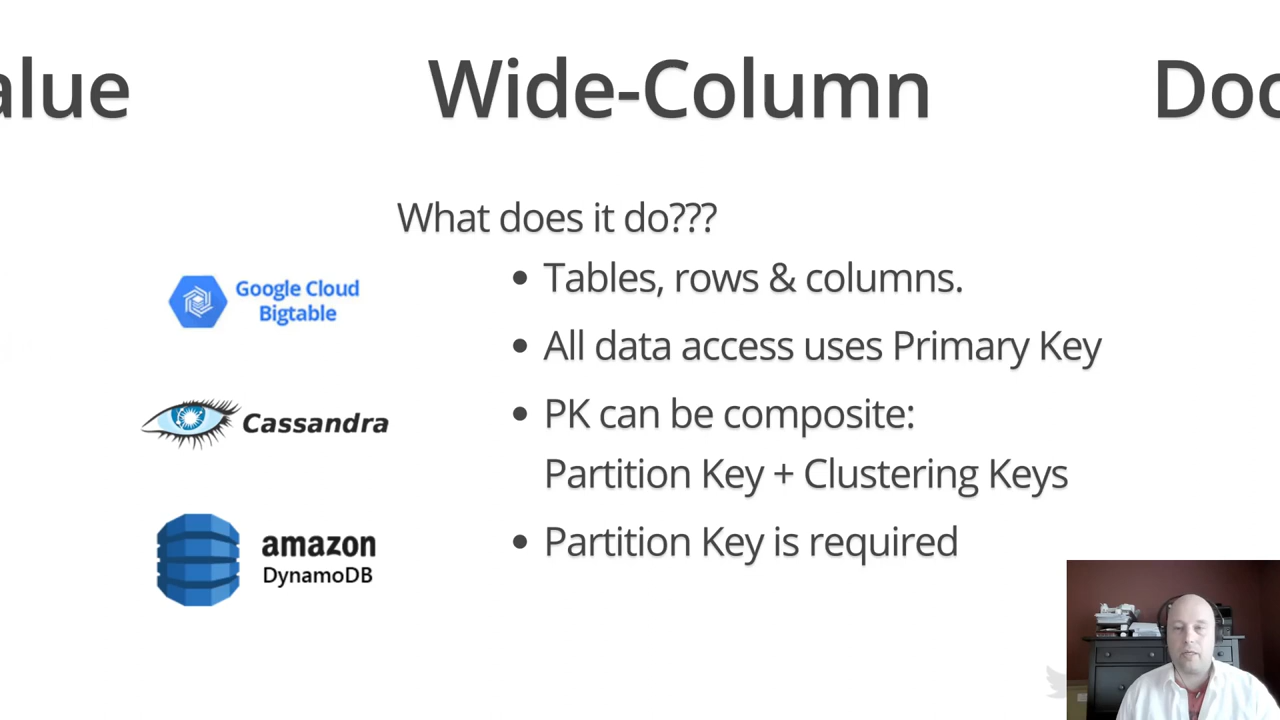 alue
Wide-Column
Doc
What does it do???
• Tables, rows & columns.
• All data access uses Primary Key
• PK can be composite:
Partition Key + Clustering Keys
• Partition Key is required
Google Cloud
Bigtable
Cassandra
amazon
DynamoDB